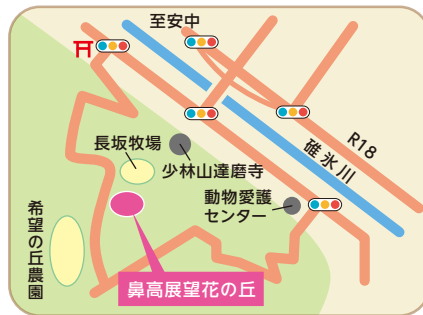 至安中
R18
碓氷川
長坂牧場
少林山達磨寺
動物愛護
センター
希望の丘農園
鼻高展望花の丘